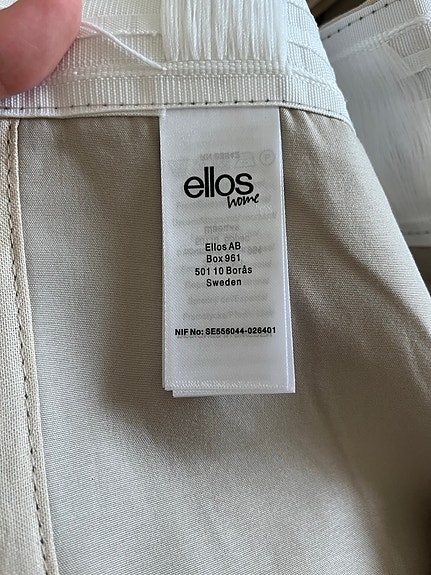 ellos
home
Ellos AB
Box 961
501 10 Borås
Sweden
NIF No: SE556044-026401